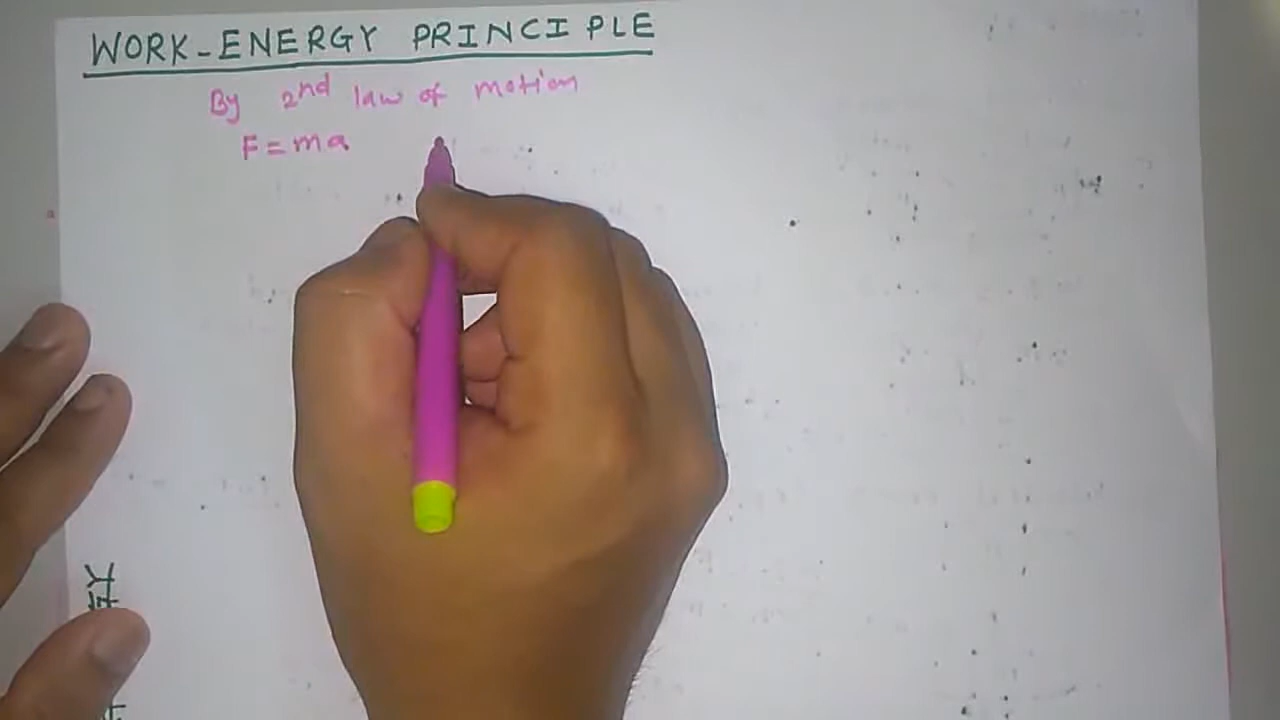 WORK-ENERGY PRINCIPLE
By 2nd law of motion
F = ma